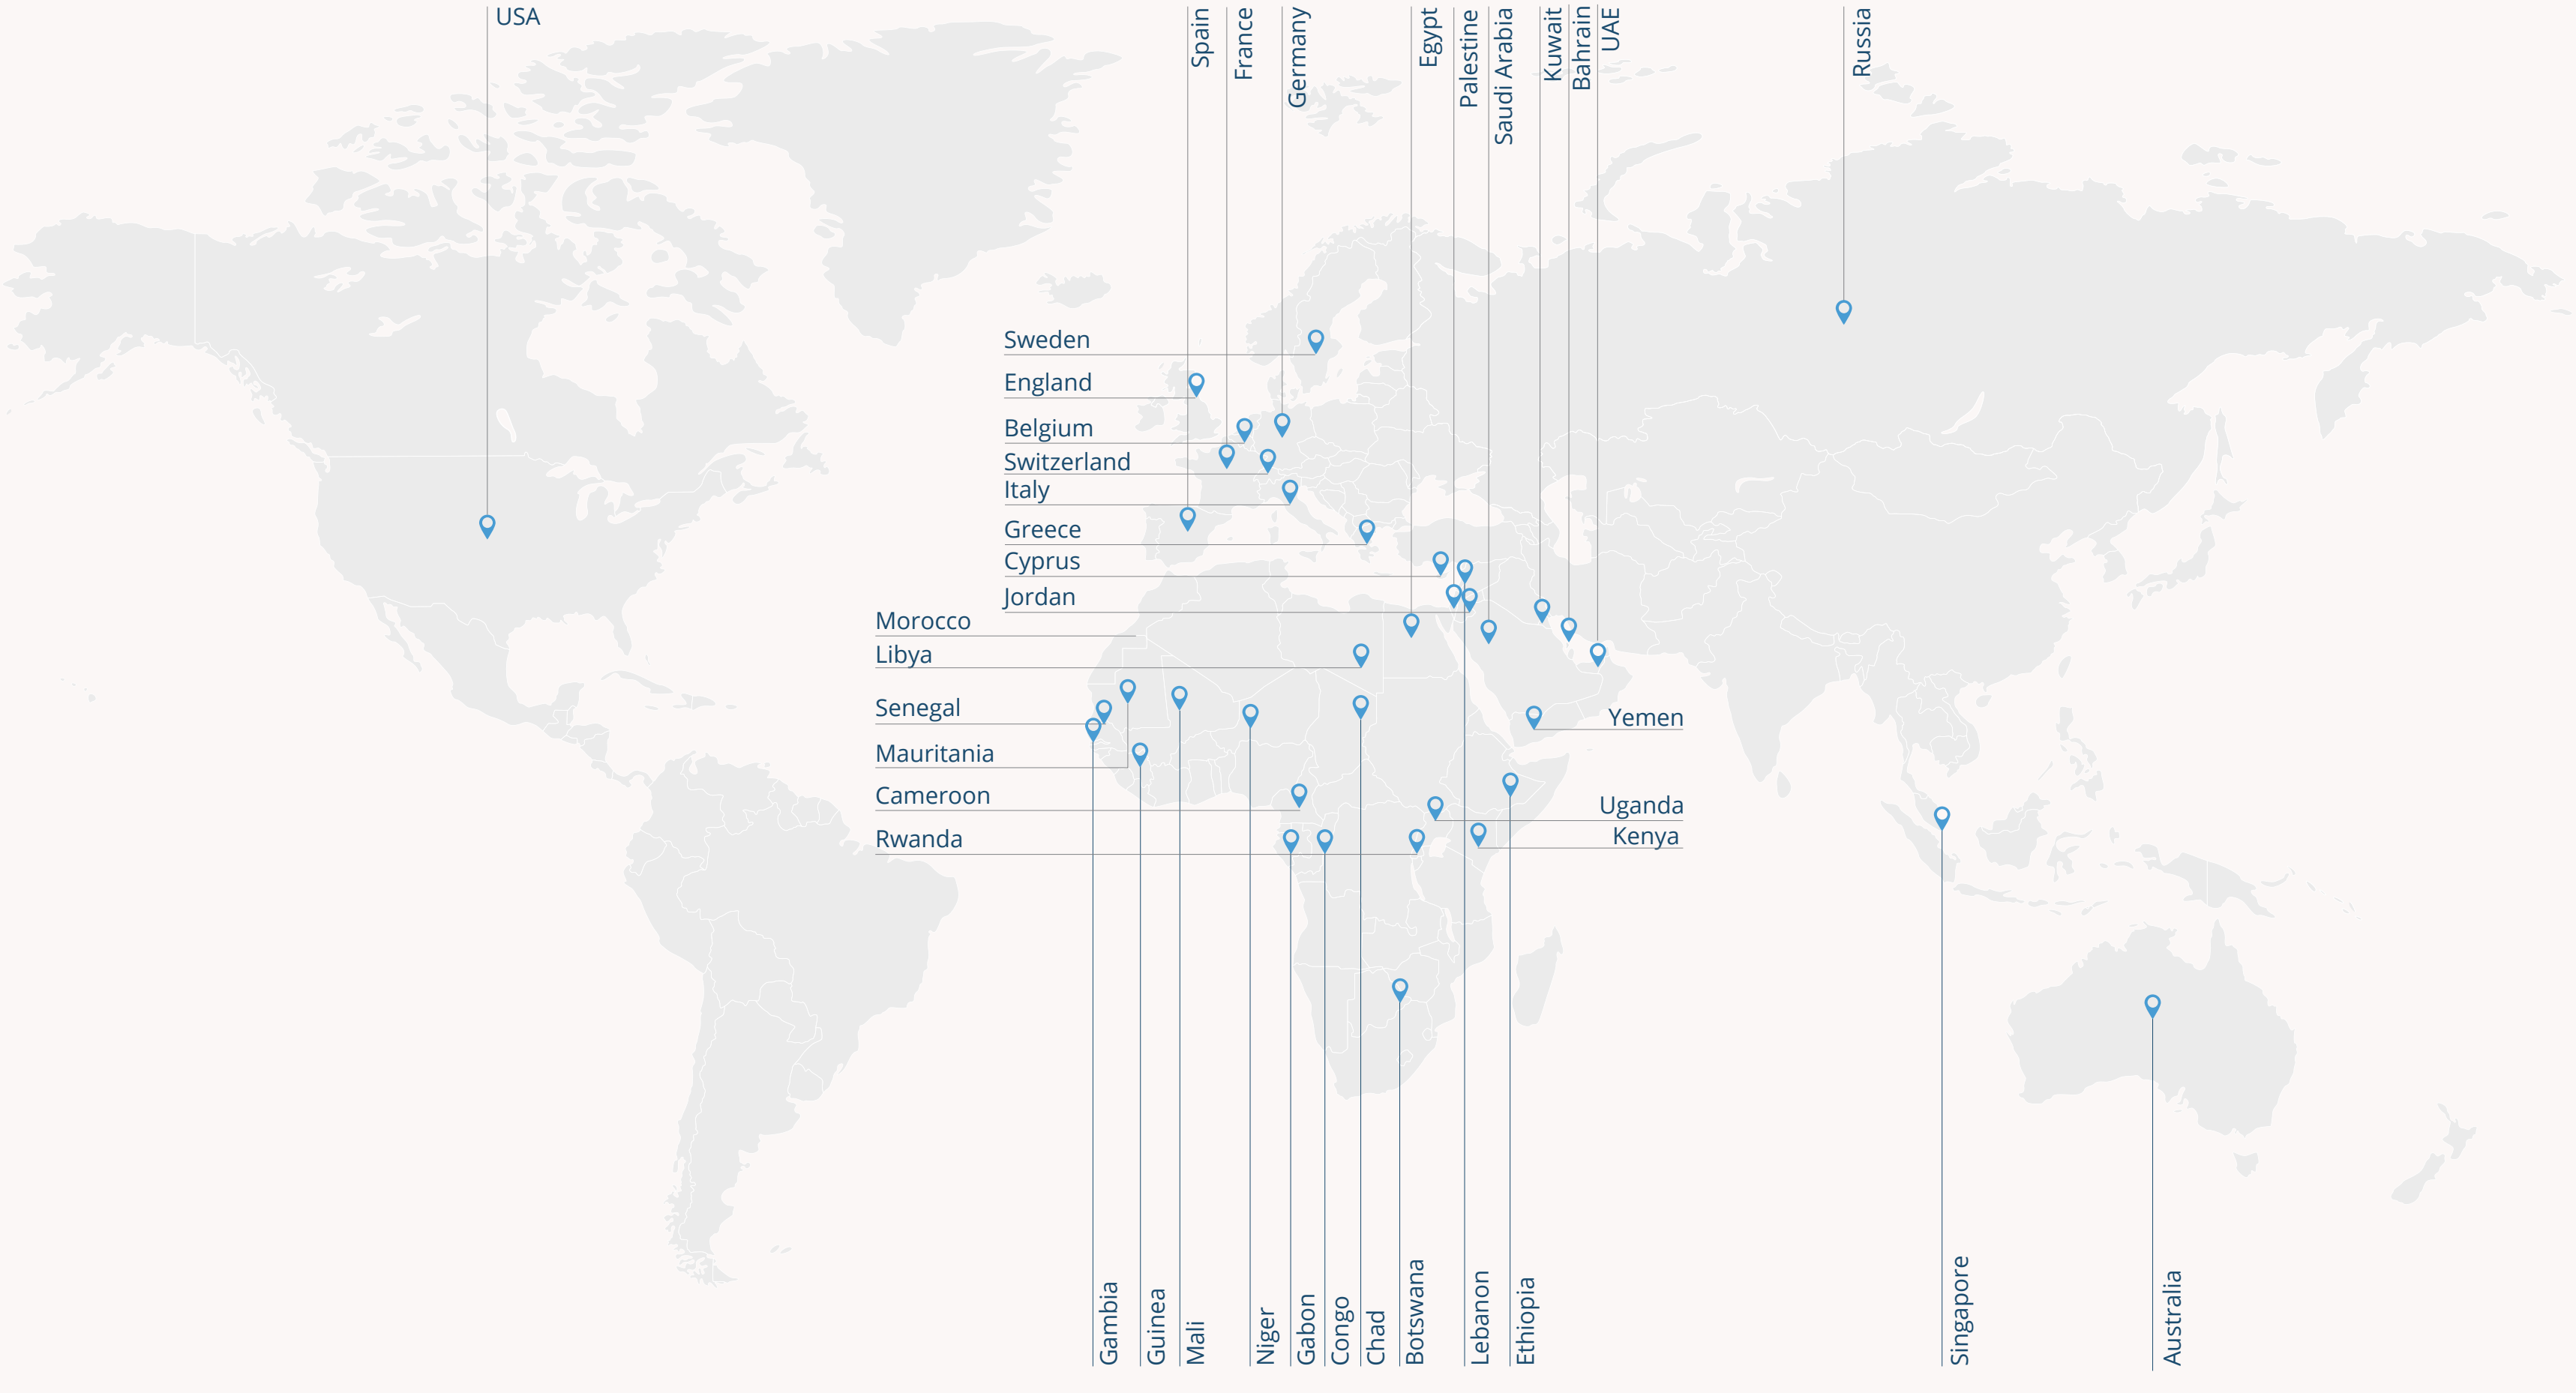 USA
Spain
France
Germany
Egypt
Palestine
Saudi Arabia
Kuwait
Bahrain
UAE
Russia
Sweden
England
Belgium
Switzerland
Italy
Greece
Cyprus
Jordan
Morocco
Libya
Senegal
Mauritania
Cameroon
Rwanda
Yemen
Uganda
Kenya
Gambia
Guinea
Mali
Niger
Gabon
Congo
Chad
Botswana
Lebanon
Ethiopia
Singapore
Australia